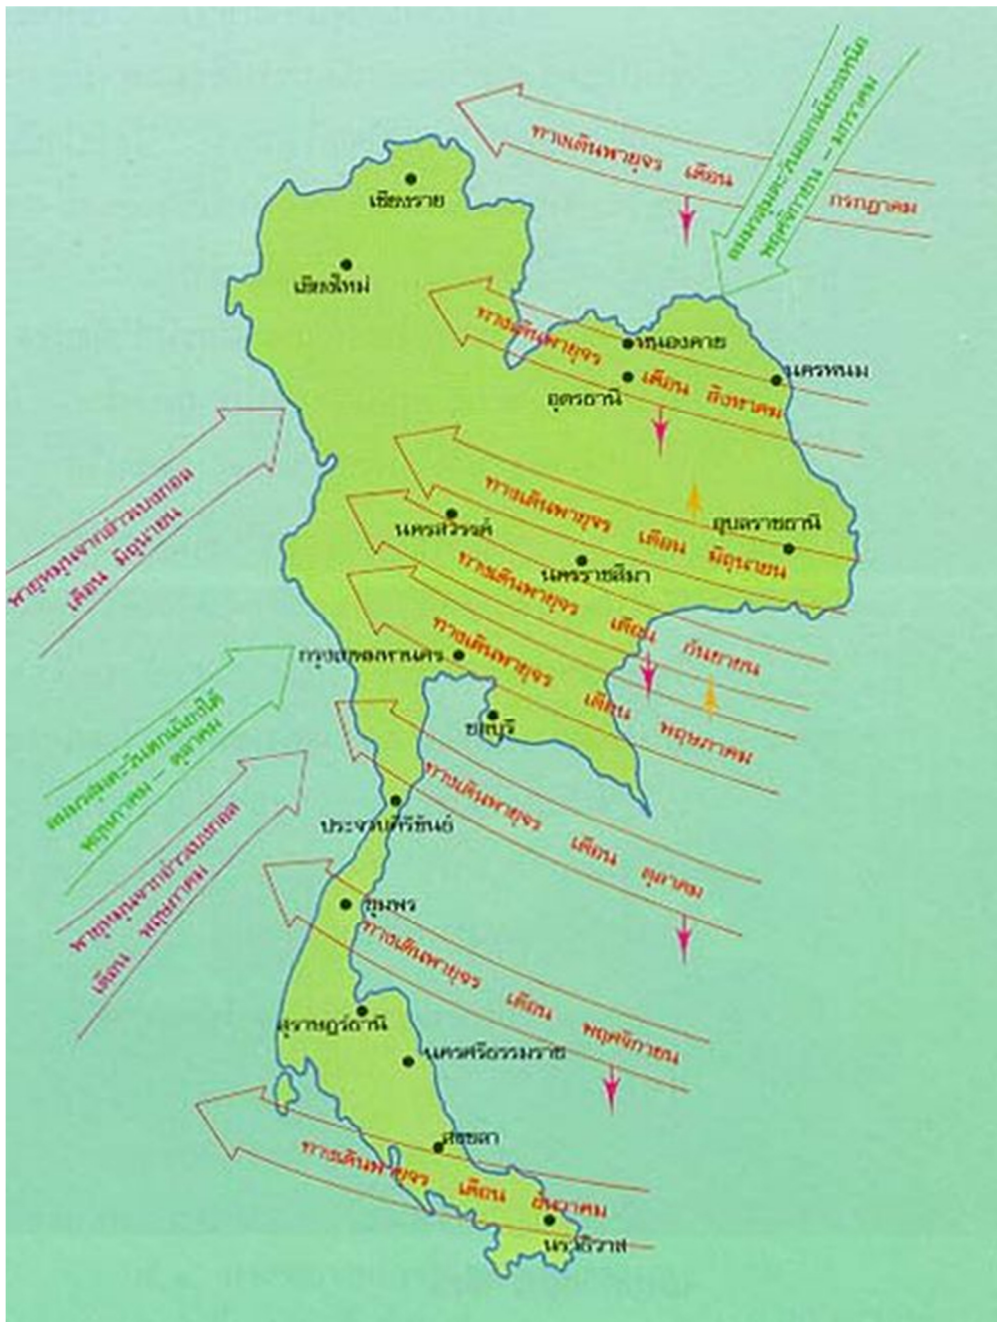 ทางเดินพายุจร เดือน กรกฎาคม
ลมมรสุมตะวันออกเฉียงเหนือ
พฤศจิกายน - มกราคม
เชียงราย
เชียงใหม่
ทางเดินพายุจร เดือน สิงหาคม
หนองคาย
นครพนม
อุดรธานี
พายุหมุนจากอ่าวเบงกอล
เดือน มิถุนายน
ทางเดินพายุจร เดือน มิถุนายน
นครสวรรค์
อุบลราชธานี
นครราชสีมา
ทางเดินพายุจร เดือน กันยายน
ทางเดินพายุจร เดือน พฤษภาคม
กรุงเทพมหานคร
ชลบุรี
ลมมรสุมตะวันตกเฉียงใต้
พฤษภาคม - ตุลาคม
ทางเดินพายุจร เดือน ตุลาคม
พายุหมุนจากอ่าวเบงกอล
เดือน พฤษภาคม
ประจวบคีรีขันธ์
ชุมพร
ทางเดินพายุจร เดือน พฤศจิกายน
สุราษฎร์ธานี
นครศรีธรรมราช
สงขลา
ทางเดินพายุจร เดือน ธันวาคม
นราธิวาส